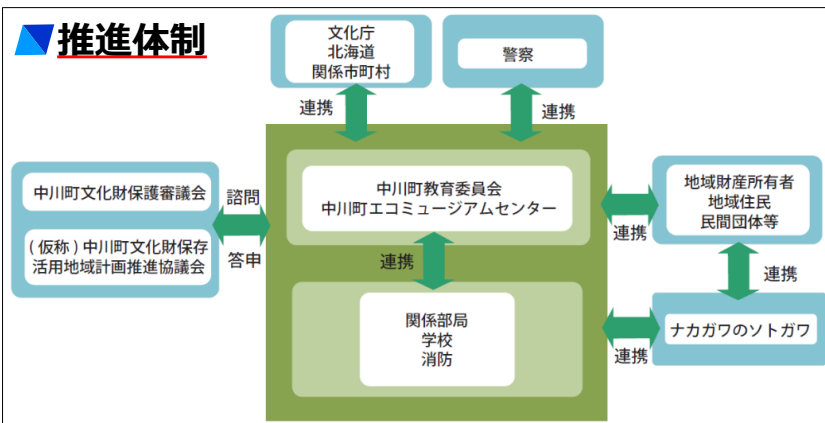 推進体制
文化庁
北海道
関係市町村
警察
連携
連携
中川町文化財保護審議会
(仮称)中川町文化財保存
活用地域計画推進協議会
諮問
答申
中川町教育委員会
中川町エコミュージアムセンター
連携
関係部局
学校
消防
地域財産所有者
地域住民
民間団体等
連携
連携
ナカガワのソトガワ
連携